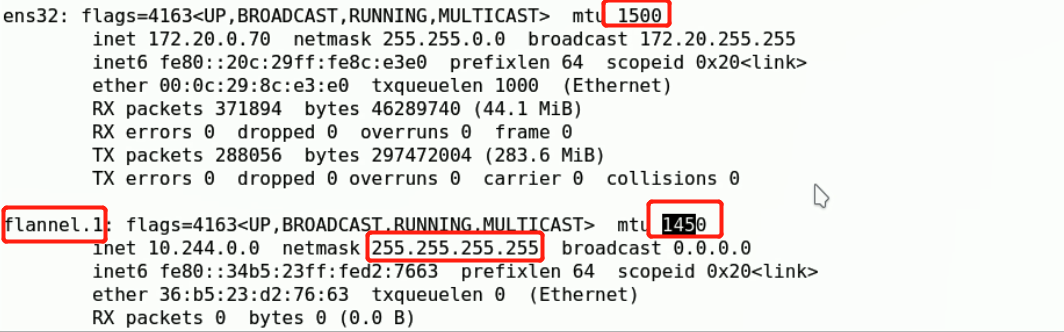 ens32: flags=4163<UP,BROADCAST,RUNNING,MULTICAST>  mtu 1500
        inet 172.20.0.70  netmask 255.255.0.0  broadcast 172.20.255.255
        inet6 fe80::20c:29ff:fe8c:e3e0  prefixlen 64  scopeid 0x20<link>
        ether 00:0c:29:8c:e3:e0  txqueuelen 1000  (Ethernet)
        RX packets 371894  bytes 46289740 (44.1 MiB)
        RX errors 0  dropped 0  overruns 0  frame 0
        TX packets 288056  bytes 297472004 (283.6 MiB)
        TX errors 0  dropped 0 overruns 0  carrier 0  collisions 0
flannel.1: flags=4163<UP,BROADCAST,RUNNING,MULTICAST>  mtu 1450
        inet 10.244.0.0  netmask 255.255.255.255  broadcast 0.0.0.0
        inet6 fe80::34b5:23ff:fed2:7663  prefixlen 64  scopeid 0x20<link>
        ether 36:b5:23:d2:76:63  txqueuelen 0  (Ethernet)
        RX packets 0  bytes 0 (0.0 B)